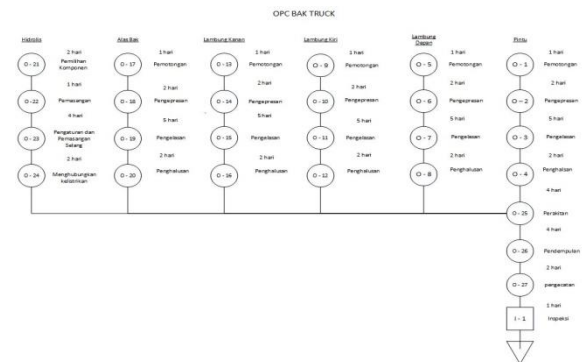 OPC BAK TRUCK
Hidrolis
2 hari
O - 21
Pemilihan
Komponen
1 hari
O -22
Pemasangan
4 hari
O - 23
Pengaturan dan
Pemasangan
Selang
2 hari
O - 24
Menghubungkan
kelistrikan
Alas Bak
1 hari
O - 17
Pemotongan
2 hari
O - 18
Pengepresan
5 hari
O - 19
Pengelasan
2 hari
O - 20
Penghalusan
Lambung Kanan
1 hari
O - 13
Pemotongan
2 hari
O - 14
Pengepresan
5 hari
O - 15
Pengelasan
2 hari
O - 16
Penghalusan
Lambung Kiri
1 hari
O - 9
Pemotongan
2 hari
O - 10
Pengepresan
5 hari
O - 11
Pengelasan
2 hari
O - 12
Penghalusan
Lambung
Depan
1 hari
O - 5
Pemotongan
2 hari
O - 6
Pengepresan
5 hari
O - 7
Pengelasan
2 hari
O - 8
Penghalusan
Pintu
1 hari
O - 1
Pemotongan
2 hari
O - 2
Pengepresan
5 hari
O - 3
Pengelasan
2 hari
O - 4
Penghalsan
4 hari
O - 25
Perakitan
4 hari
O - 26
Pendempulan
2 hari
O - 27
pangecatan
1 hari
I - 1
Inspeksi